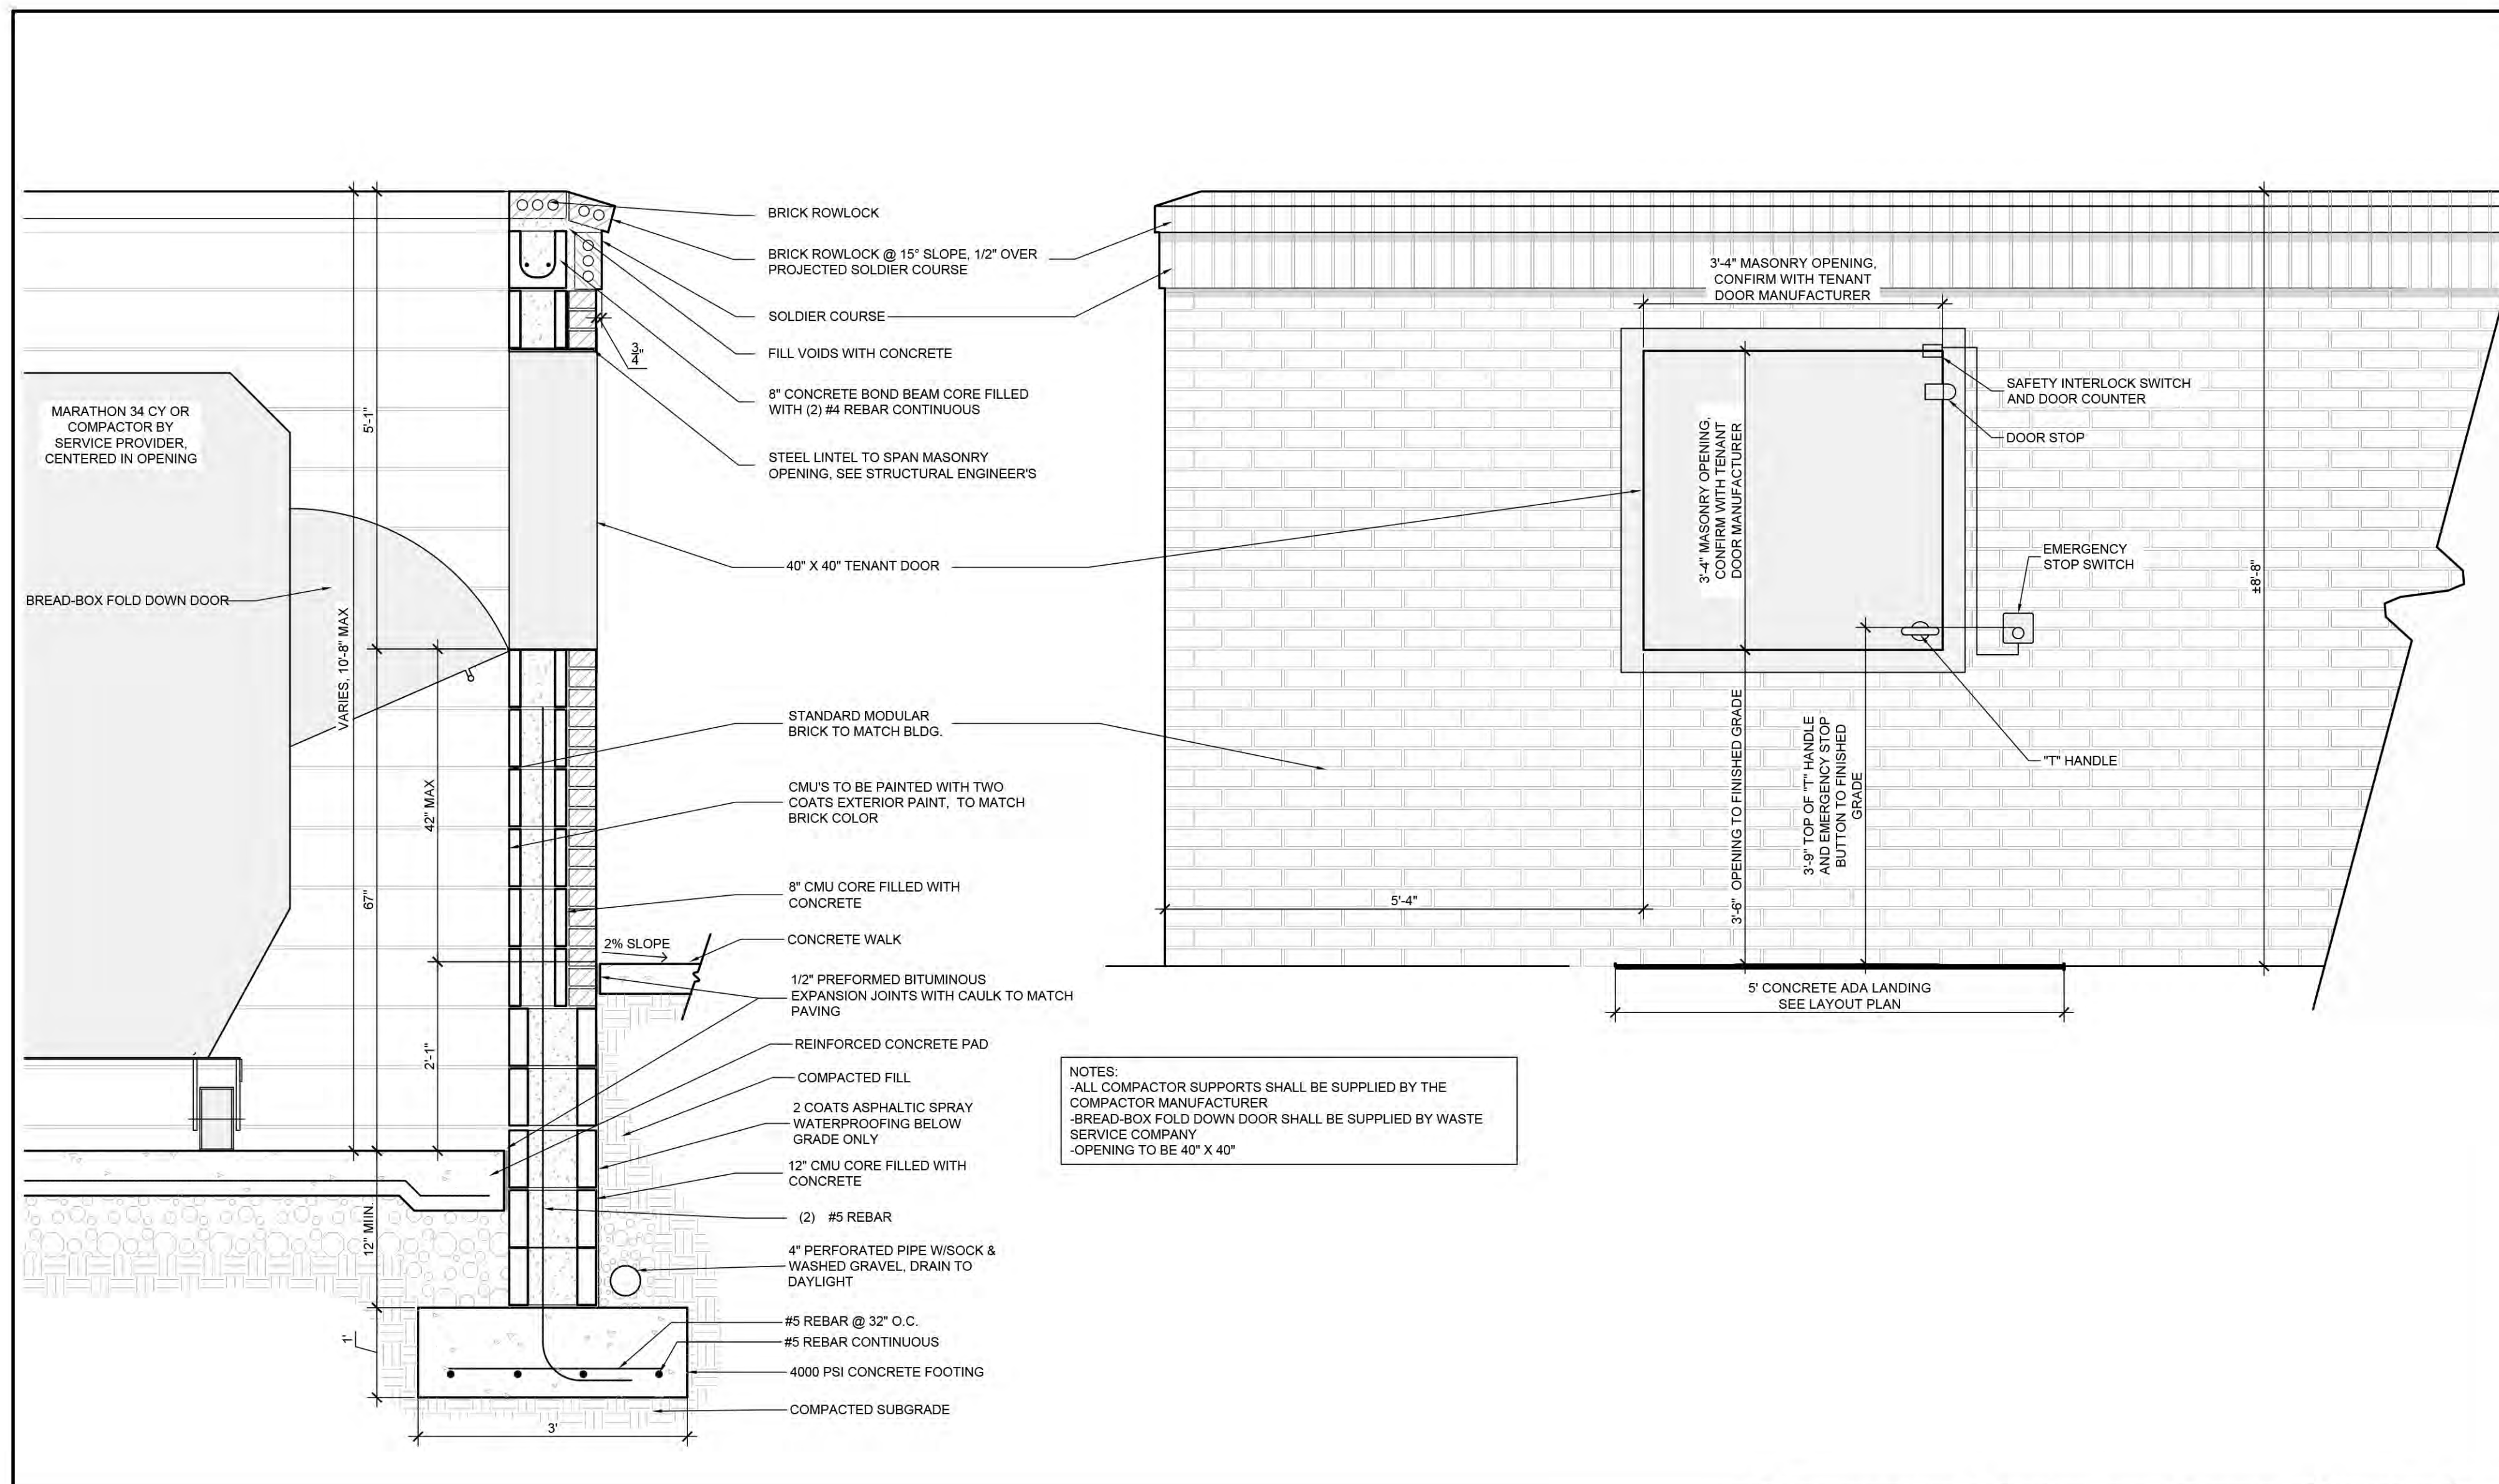 BRICK ROWLOCK
BRICK ROWLOCK @ 15° SLOPE, 1/2" OVER
PROJECTED SOLDIER COURSE
SOLDIER COURSE
3/4"
FILL VOIDS WITH CONCRETE
8" CONCRETE BOND BEAM CORE FILLED
WITH (2) #4 REBAR CONTINUOUS
STEEL LINTEL TO SPAN MASONRY
OPENING, SEE STRUCTURAL ENGINEER'S
MARATHON 34 CY OR
COMPACTOR BY
SERVICE PROVIDER,
CENTERED IN OPENING
5'-1"
40" X 40" TENANT DOOR
BREAD-BOX FOLD DOWN DOOR
VARIES, 10'-8" MAX
STANDARD MODULAR
BRICK TO MATCH BLDG.
42" MAX
CMU'S TO BE PAINTED WITH TWO
COATS EXTERIOR PAINT, TO MATCH
BRICK COLOR
67"
8" CMU CORE FILLED WITH
CONCRETE
2% SLOPE
CONCRETE WALK
1/2" PREFORMED BITUMINOUS
EXPANSION JOINTS WITH CAULK TO MATCH
PAVING
2'-1"
REINFORCED CONCRETE PAD
COMPACTED FILL
2 COATS ASPHALTIC SPRAY
WATERPROOFING BELOW
GRADE ONLY
12" CMU CORE FILLED WITH
CONCRETE
12" MIIN.
(2) #5 REBAR
4" PERFORATED PIPE W/SOCK &
WASHED GRAVEL, DRAIN TO
DAYLIGHT
1'
#5 REBAR @ 32" O.C.
#5 REBAR CONTINUOUS
4000 PSI CONCRETE FOOTING
COMPACTED SUBGRADE
3'
3'-4" MASONRY OPENING,
CONFIRM WITH TENANT
DOOR MANUFACTURER
3'-4" MASONRY OPENING,
CONFIRM WITH TENANT
DOOR MANUFACTURER
SAFETY INTERLOCK SWITCH
AND DOOR COUNTER
DOOR STOP
EMERGENCY
STOP SWITCH
±8'-8"
"T" HANDLE
3'-6" OPENING TO FINISHED GRADE
3'-9" TOP OF "T" HANDLE
AND EMERGENCY STOP
BUTTON TO FINISHED
GRADE
5'-4"
5' CONCRETE ADA LANDING
SEE LAYOUT PLAN
NOTES:
-ALL COMPACTOR SUPPORTS SHALL BE SUPPLIED BY THE
COMPACTOR MANUFACTURER
-BREAD-BOX FOLD DOWN DOOR SHALL BE SUPPLIED BY WASTE
SERVICE COMPANY
-OPENING TO BE 40" X 40"